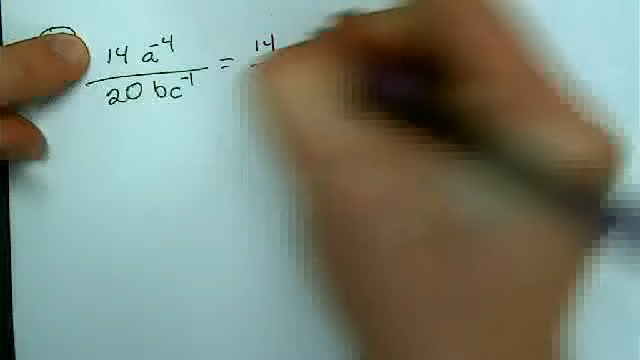 14 a⁻⁴ / 20 bc⁻¹ = 14